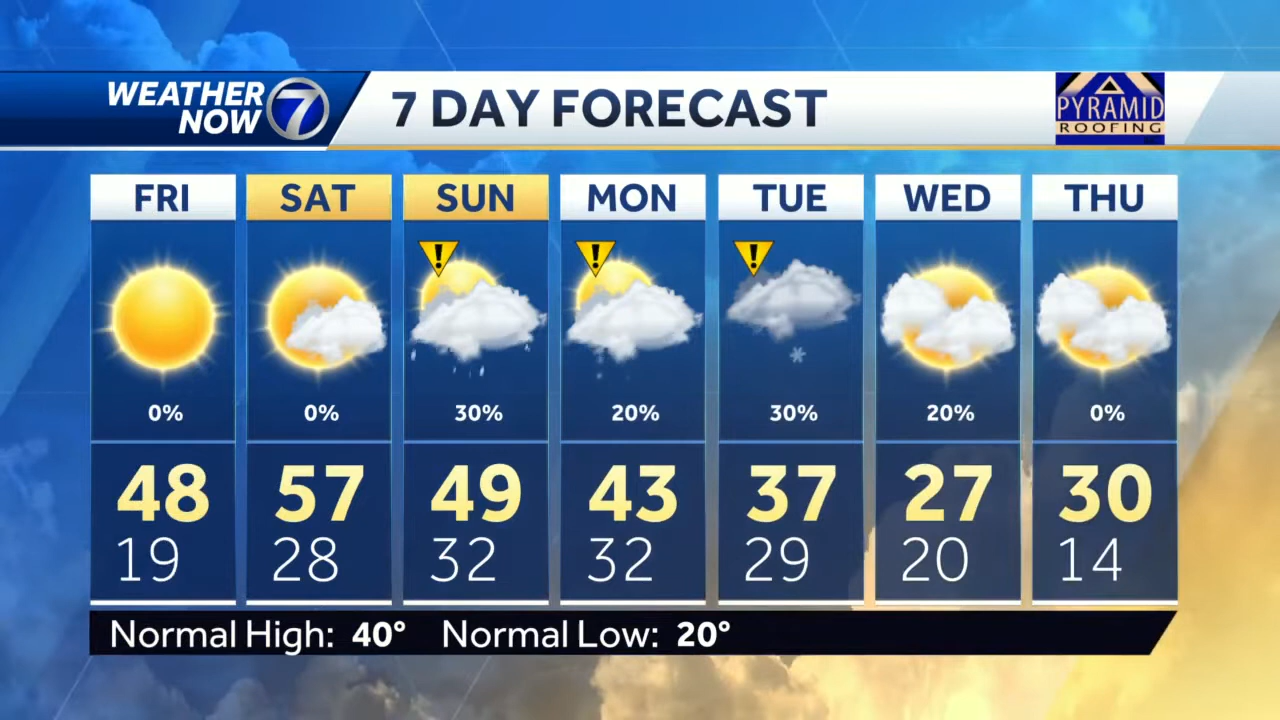 WEATHER
NOW 7
7 DAY FORECAST
PYRAMID
ROOFING
FRI SAT SUN MON TUE WED THU
! ! !
0% 0% 30% 20% 30% 20% 0%
48 57 49 43 37 27 30
19 28 32 32 29 20 14
Normal High: 40° Normal Low: 20°